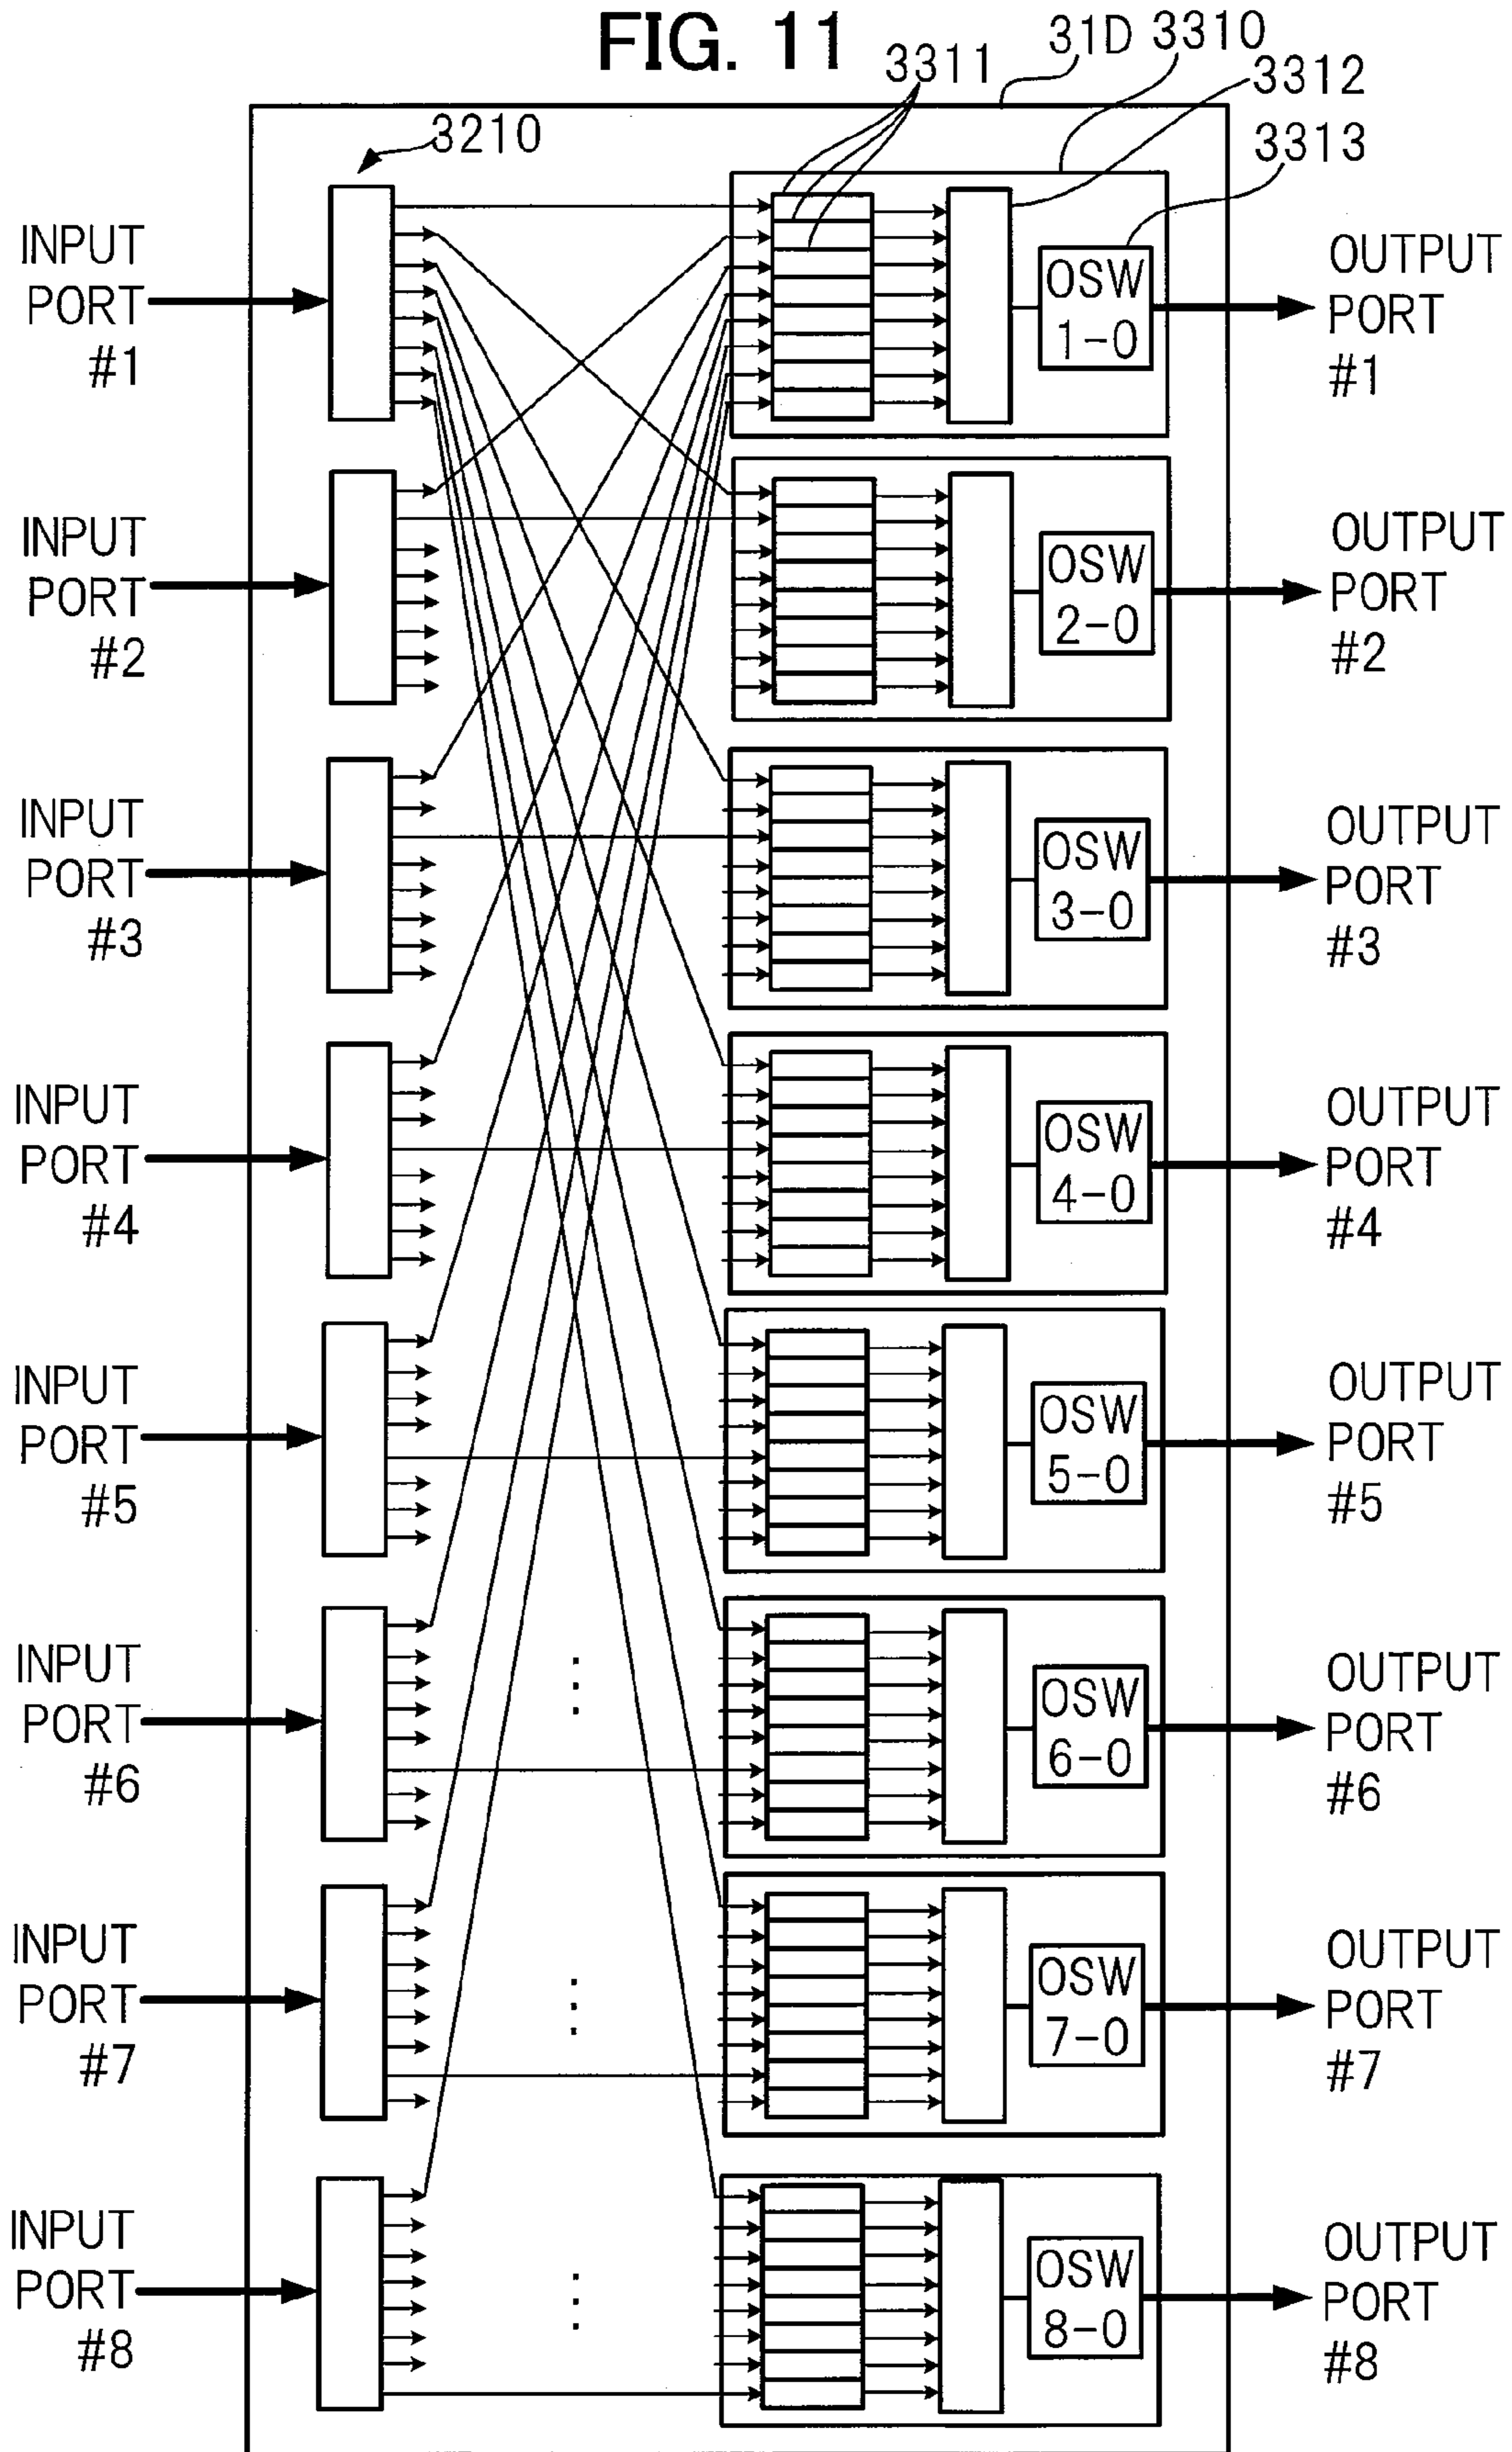 FIG. 11
31D
3310
3311
3312
3210
3313
INPUT
PORT
#1
OSW
1-0
OUTPUT
PORT
#1
INPUT
PORT
#2
OSW
2-0
OUTPUT
PORT
#2
INPUT
PORT
#3
OSW
3-0
OUTPUT
PORT
#3
INPUT
PORT
#4
OSW
4-0
OUTPUT
PORT
#4
INPUT
PORT
#5
OSW
5-0
OUTPUT
PORT
#5
INPUT
PORT
#6
OSW
6-0
OUTPUT
PORT
#6
INPUT
PORT
#7
OSW
7-0
OUTPUT
PORT
#7
INPUT
PORT
#8
OSW
8-0
OUTPUT
PORT
#8